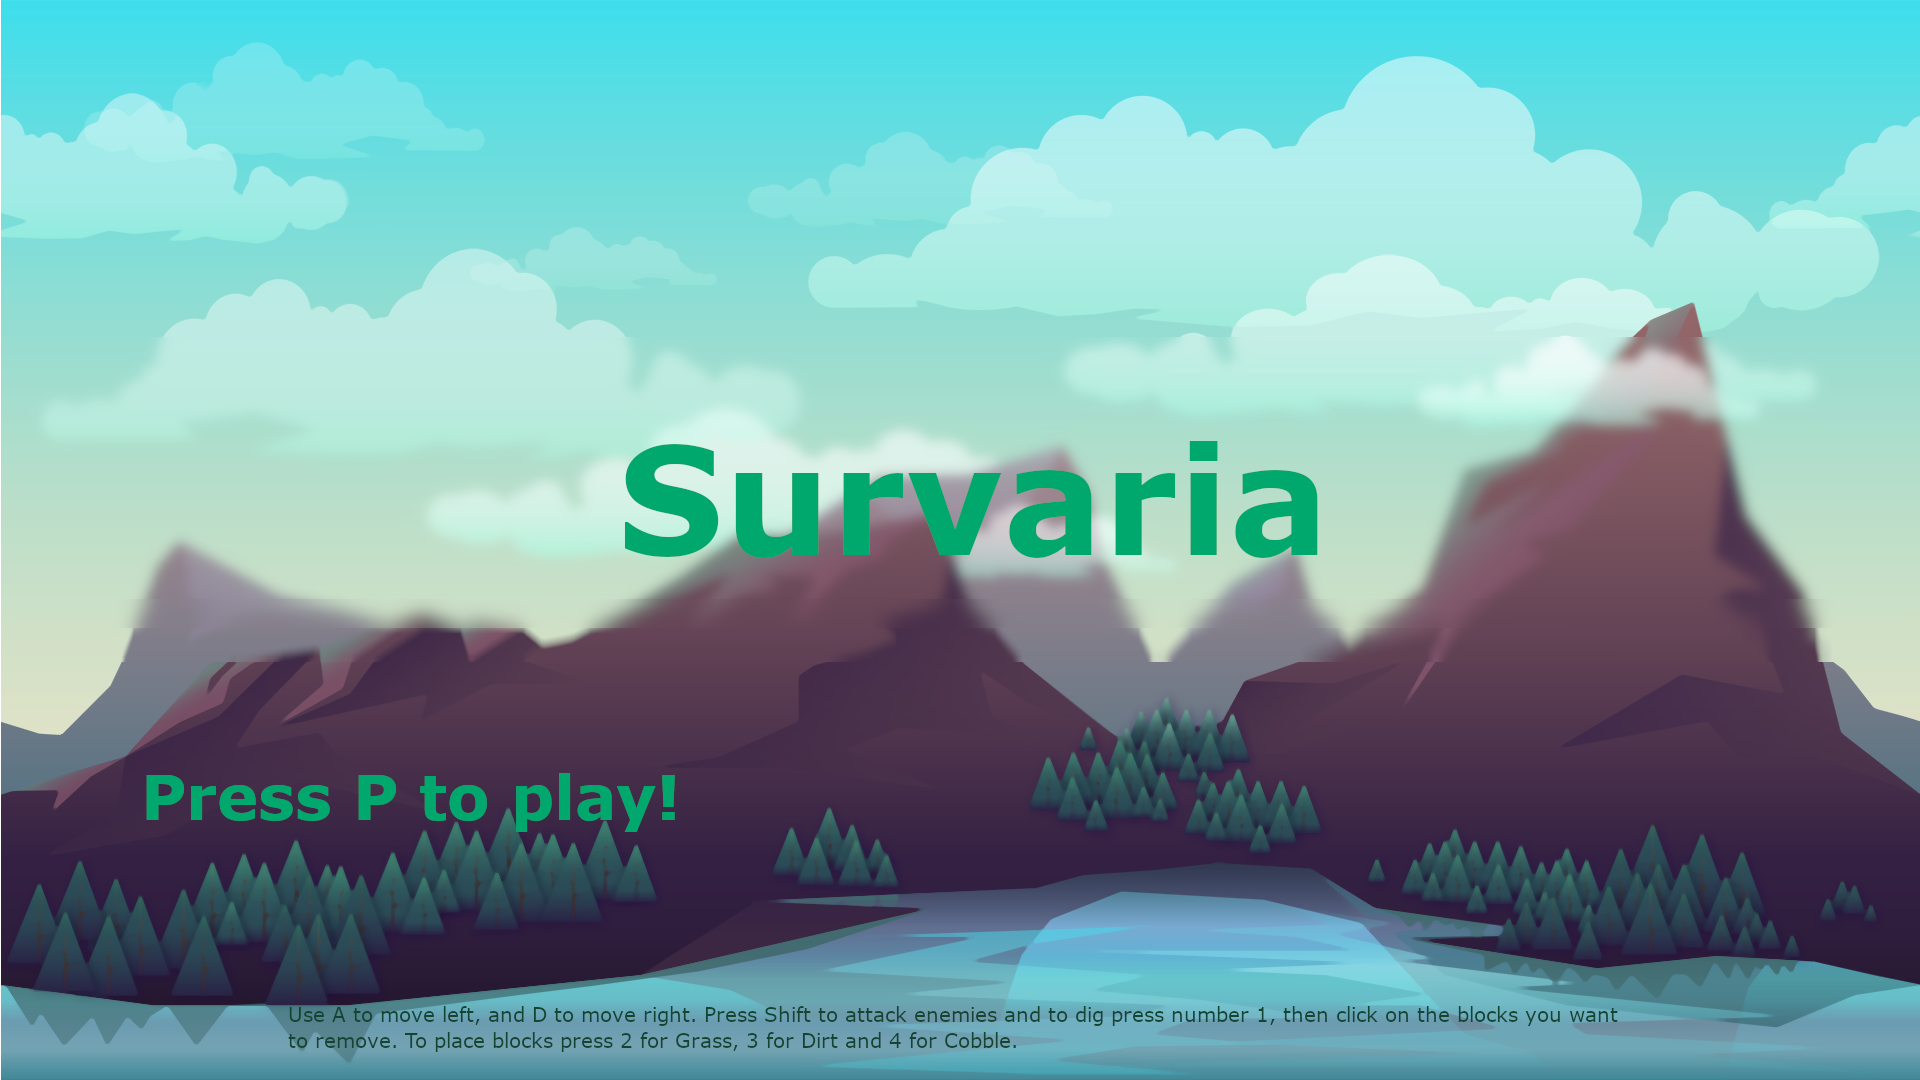 Survaria
Press P to play!
Use A to move left, and D to move right. Press Shift to attack enemies and to dig press number 1, then click on the blocks you want
to remove. To place blocks press 2 for Grass, 3 for Dirt and 4 for Cobble.